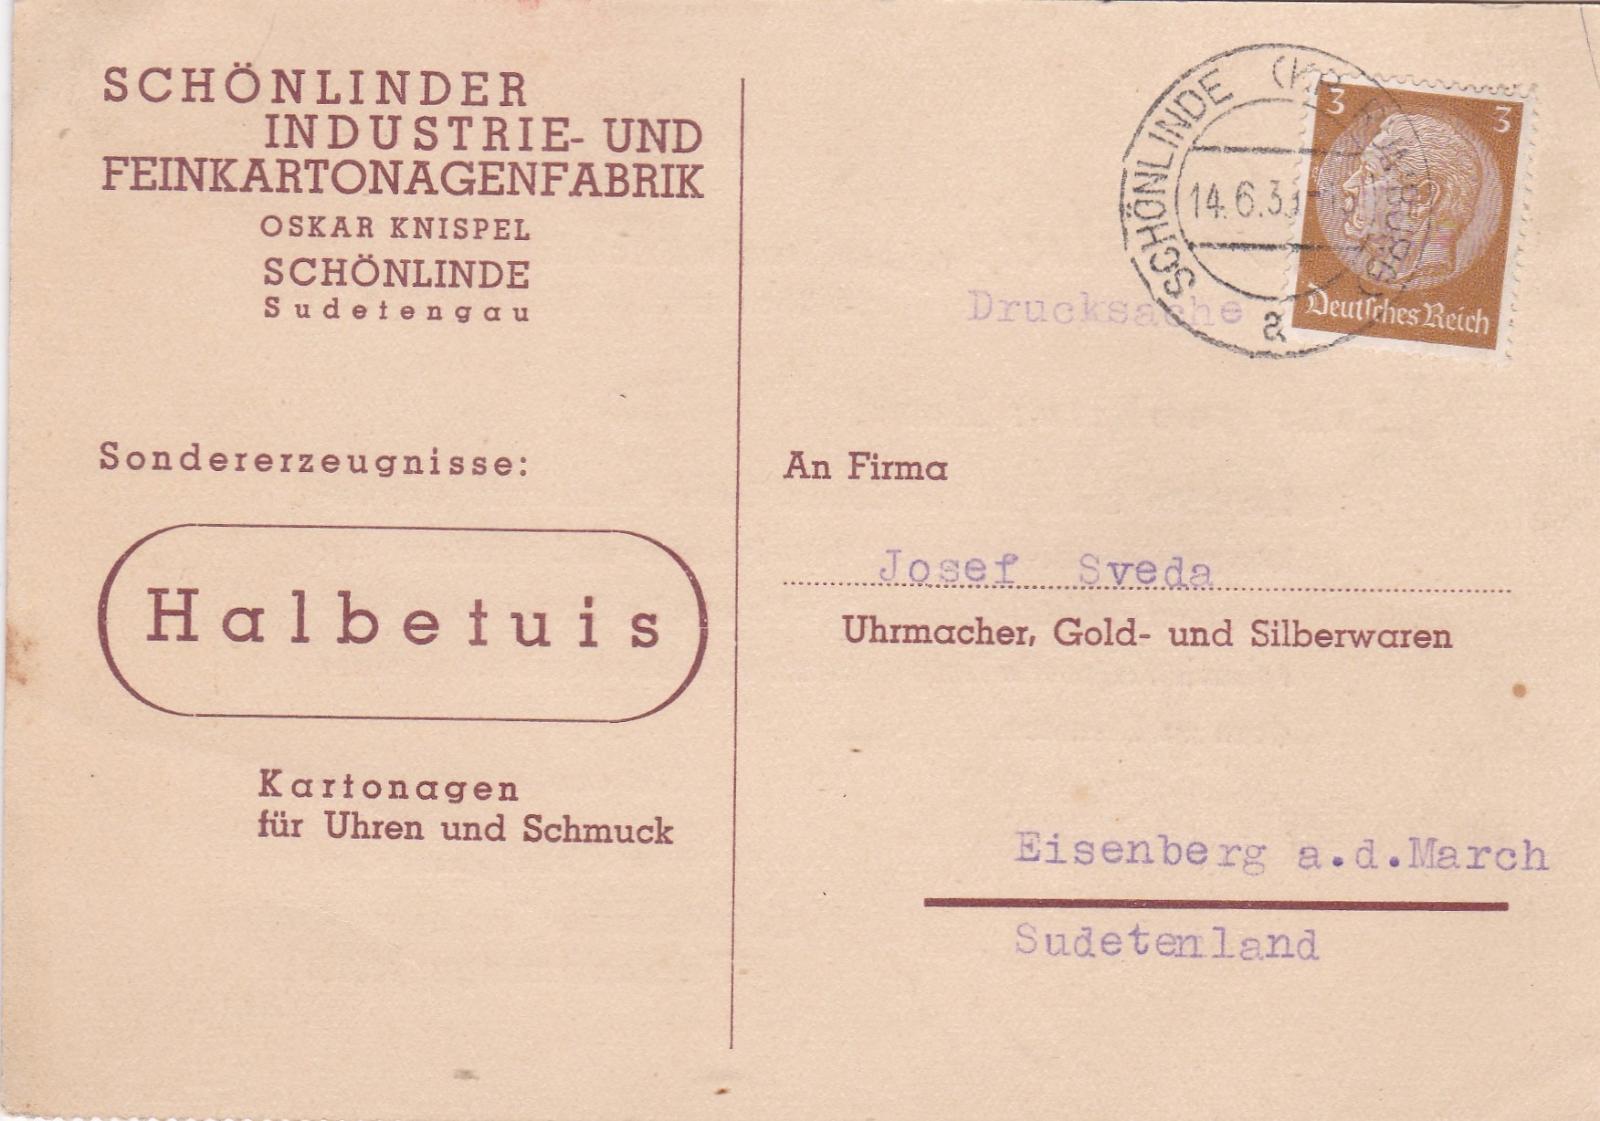 SCHÖNLINDER
INDUSTRIE- UND
FEINKARTONAGENFABRIK
OSKAR KNISPEL
SCHÖNLINDE
Sudetengau
Sondererzeugnisse:
Halbetuis
Kartonagen
für Uhren und Schmuck
SCHÖNLINDE
14.6.3
a
3 3
Deutsches Reich
Drucksache
An Firma
Josef Sveda
Uhrmacher, Gold- und Silberwaren
Eisenberg a.d.March
Sudetenland